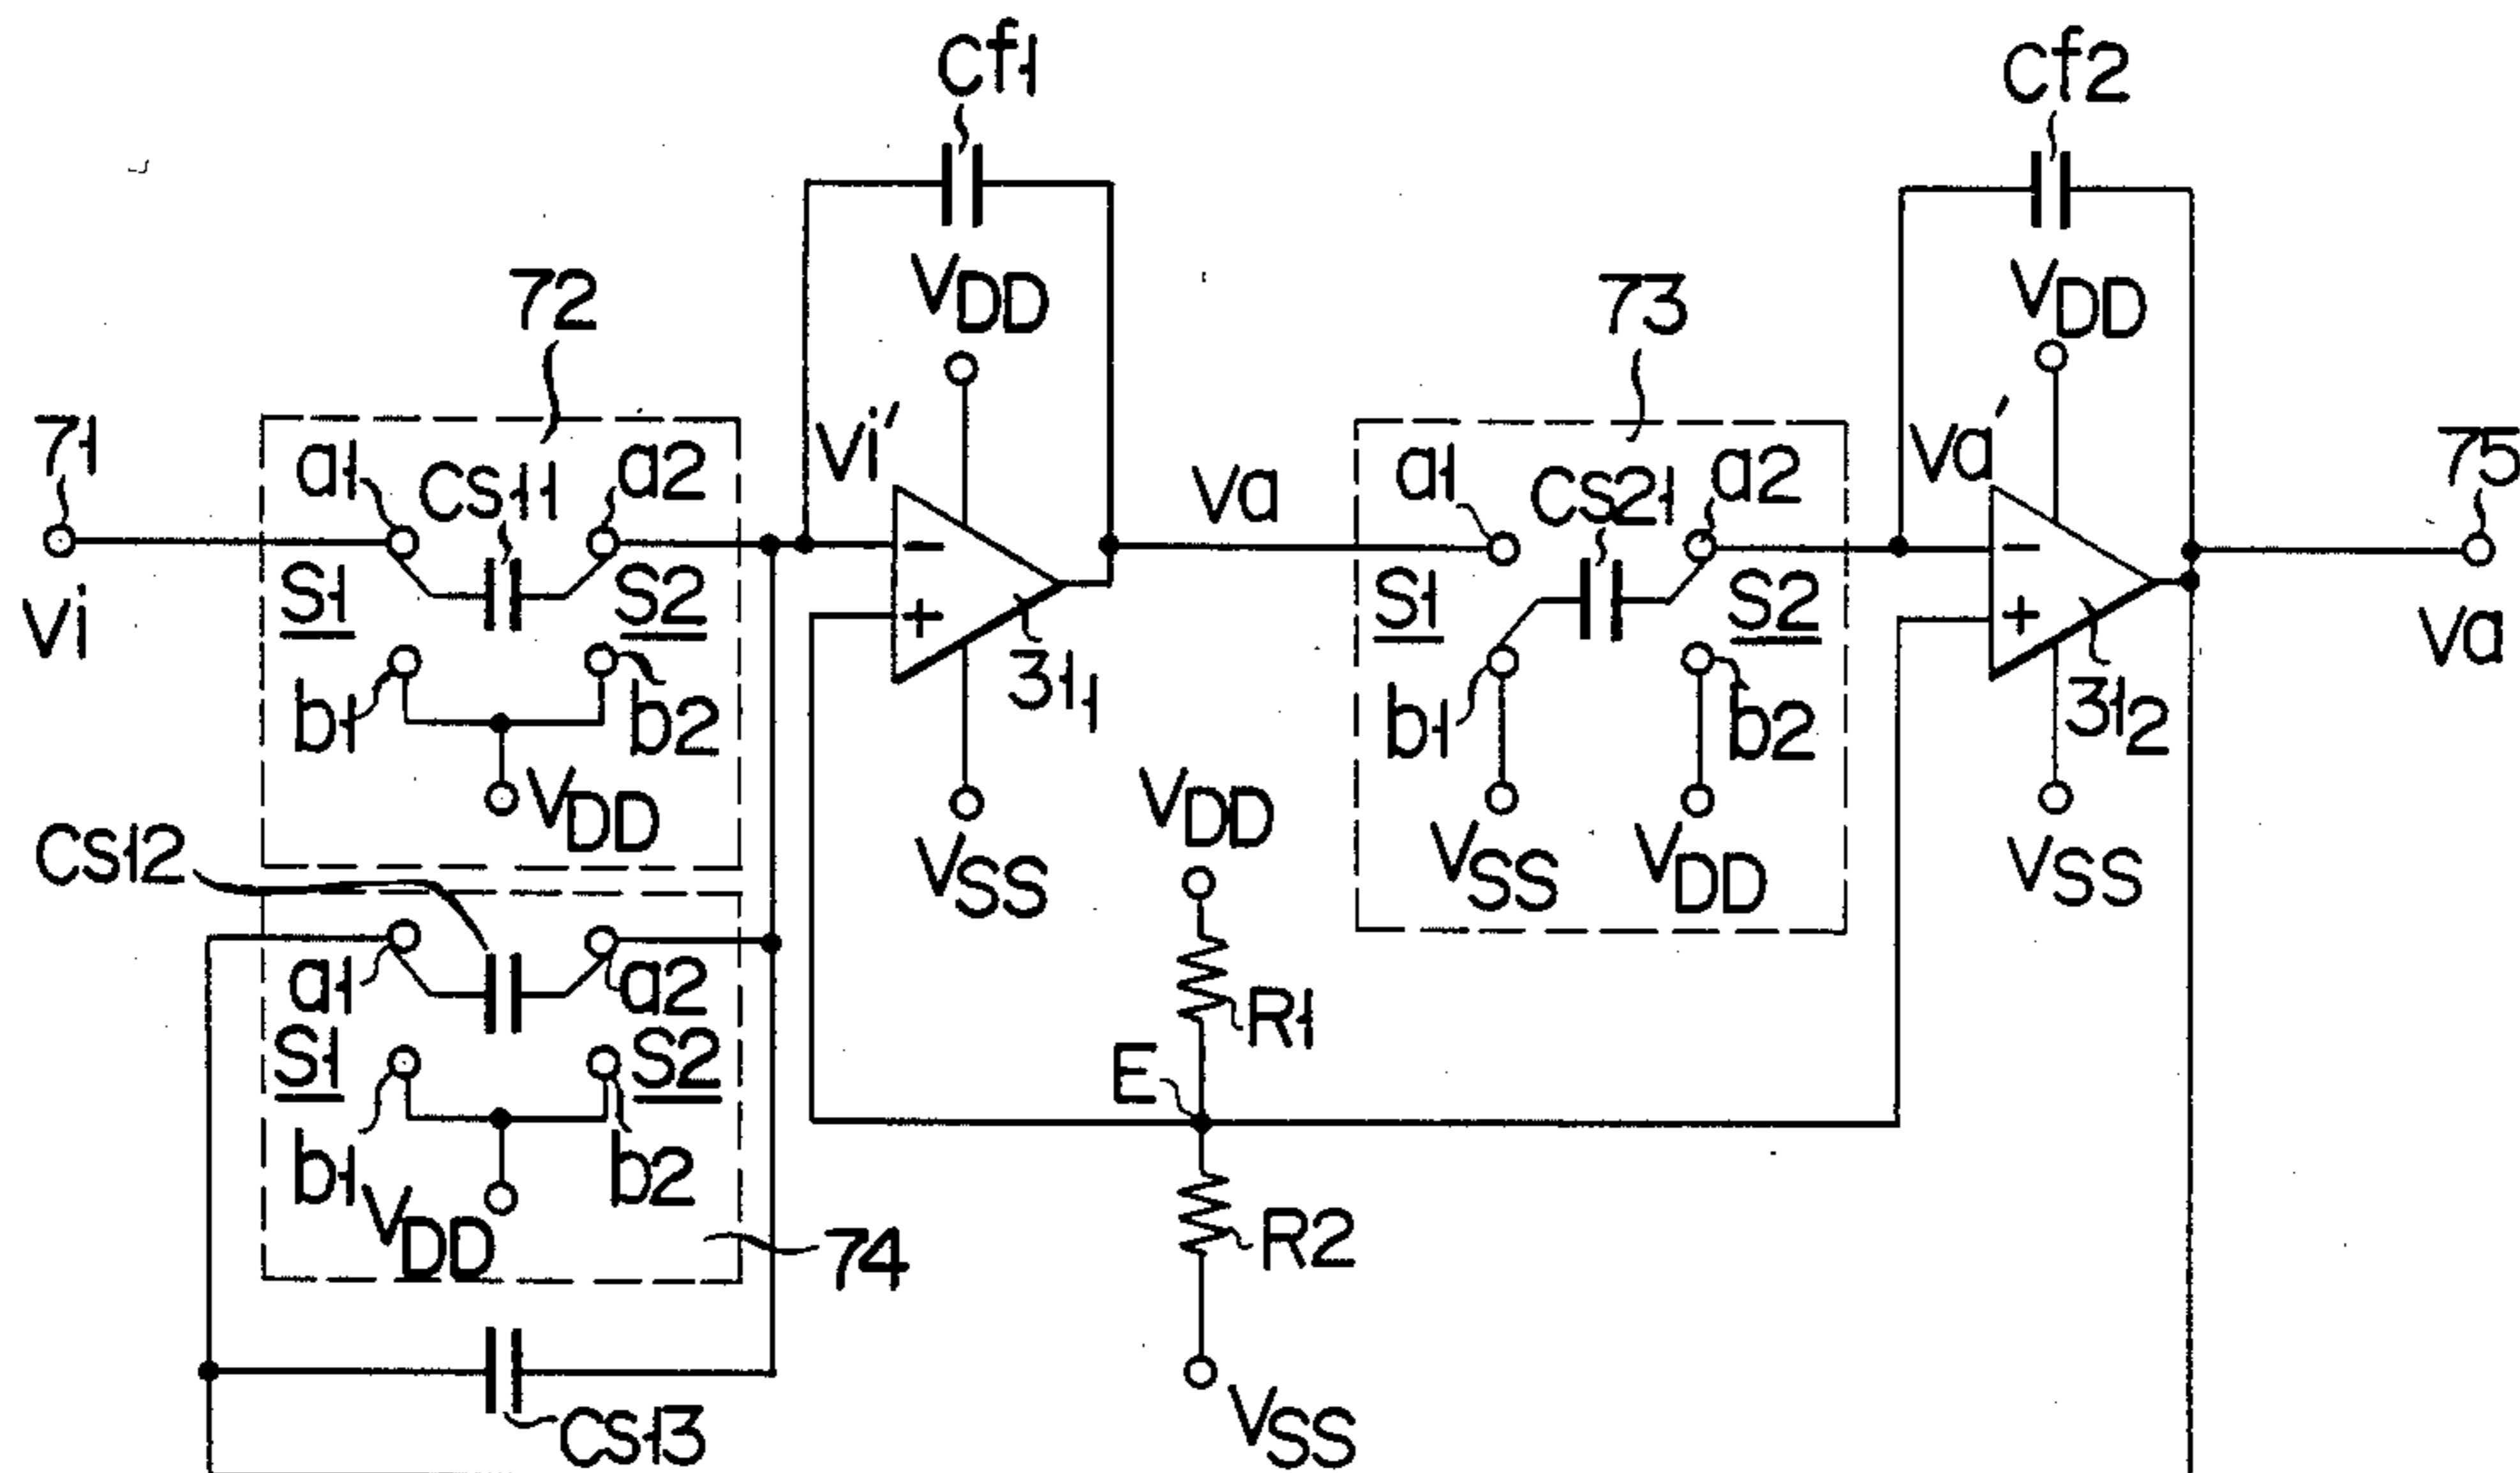 Cf1
Cf2
VDD
VDD
72
73
71
a1
CS11
a2
Vi'
Va
a1
CS21
a2
Va'
75
S1
S2
−
+
S1
S2
−
+
Vi
Va
b1
b2
31₁
b1
b2
31₂
VDD
VSS
VDD
VSS
VDD
VSS
CS12
a1
a2
R1
S1
S2
E
b1
b2
VDD
74
R2
CS13
VSS